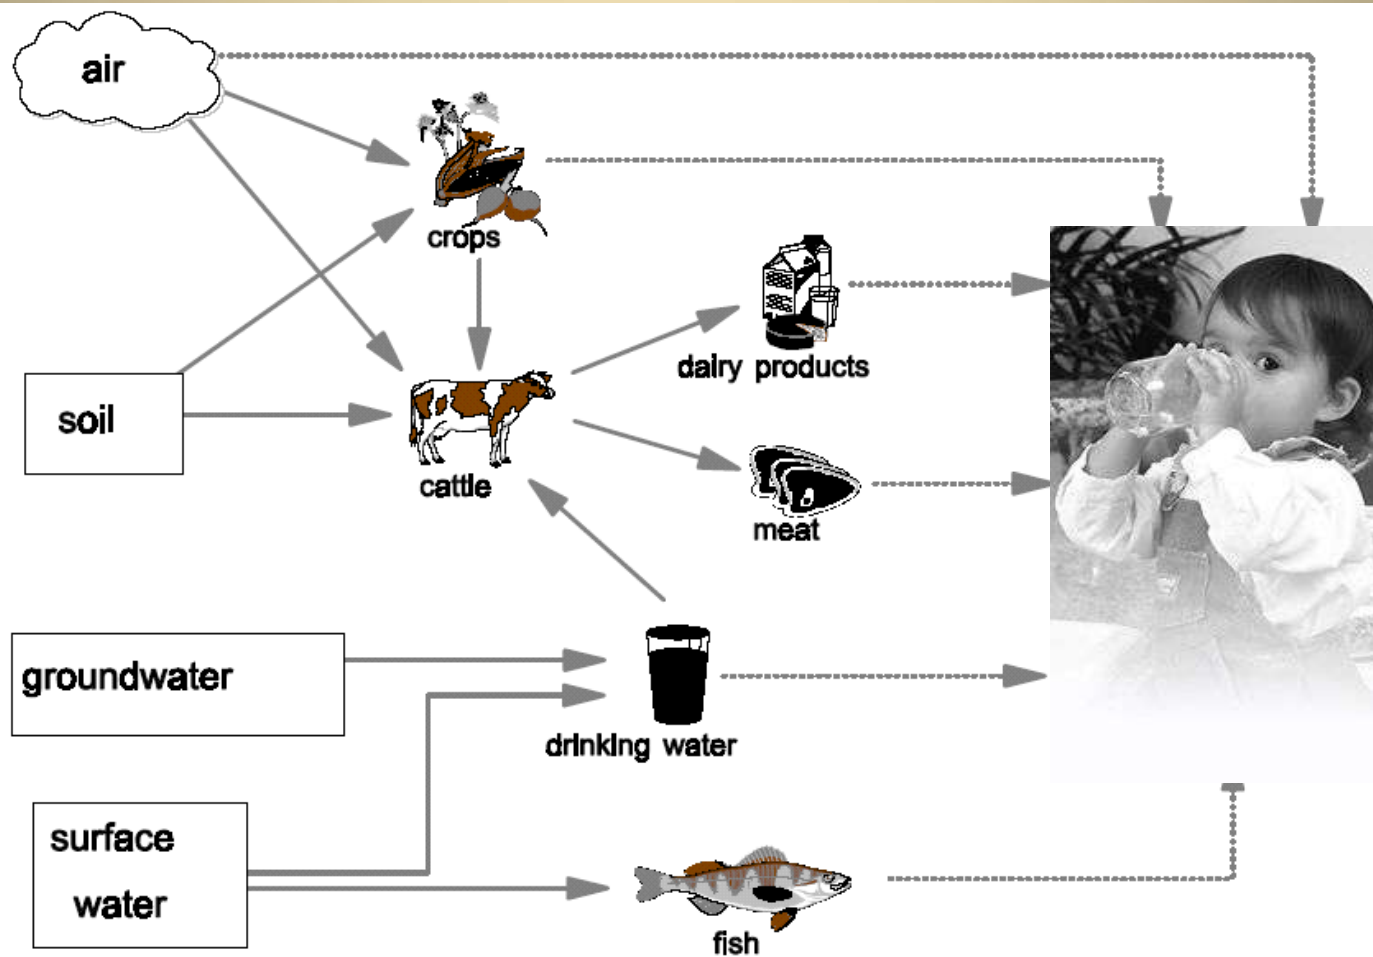 air
crops
dairy products
soil
cattle
meat
groundwater
drinking water
surface
water
fish